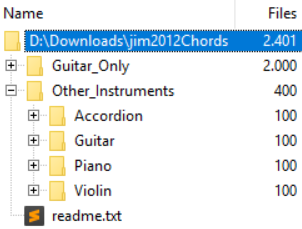 Name Files
D:\Downloads\jim2012Chords 2.401
Guitar_Only 2.000
Other_Instruments 400
Accordion 100
Guitar 100
Piano 100
Violin 100
readme.txt